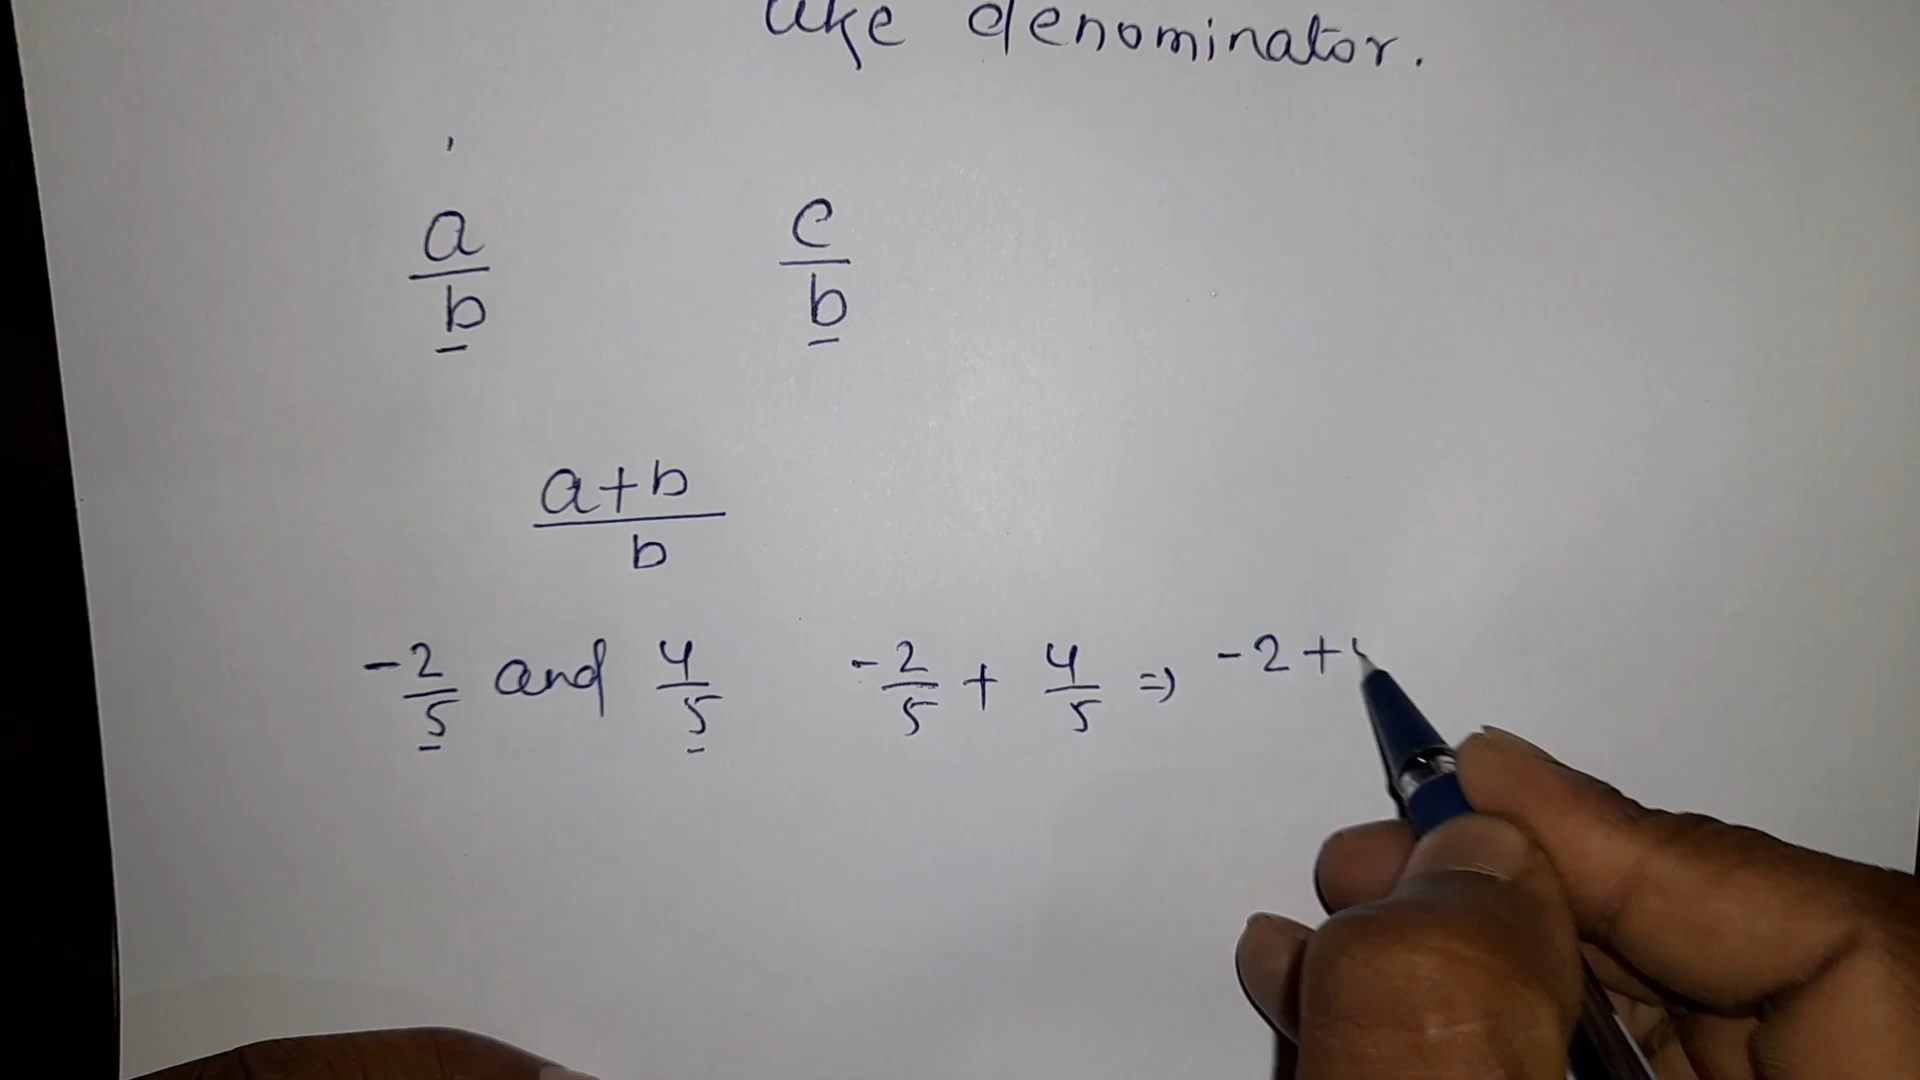 like denominator.
a/b c/b
a+b/b
-2/5 and 4/5 -2/5 + 4/5 => -2+